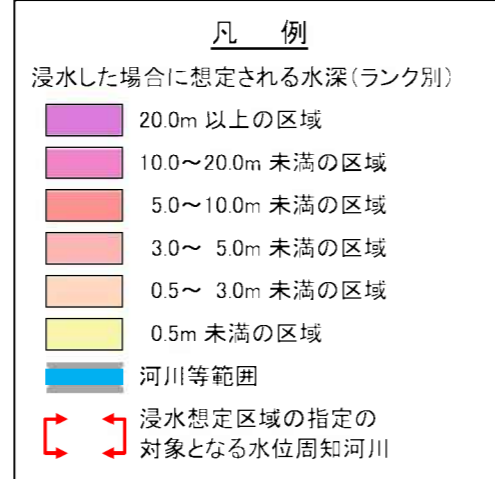 凡　例
浸水した場合に想定される水深(ランク別)
20.0m 以上の区域
10.0～20.0m 未満の区域
5.0～10.0m 未満の区域
3.0～ 5.0m 未満の区域
0.5～ 3.0m 未満の区域
0.5m 未満の区域
河川等範囲
浸水想定区域の指定の
対象となる水位周知河川